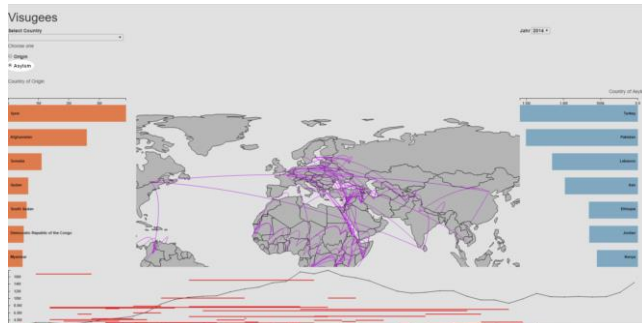 Visugees
Select Country
Jahr 2014
Choose one
Origin
Asylum
Country of Origin
Country of Asyl
Syria
Turkey
Afghanistan
Pakistan
Somalia
Lebanon
Sudan
Iran
South Sudan
Ethiopia
Democratic Republic of the Congo
Jordan
Myanmar
Kenya